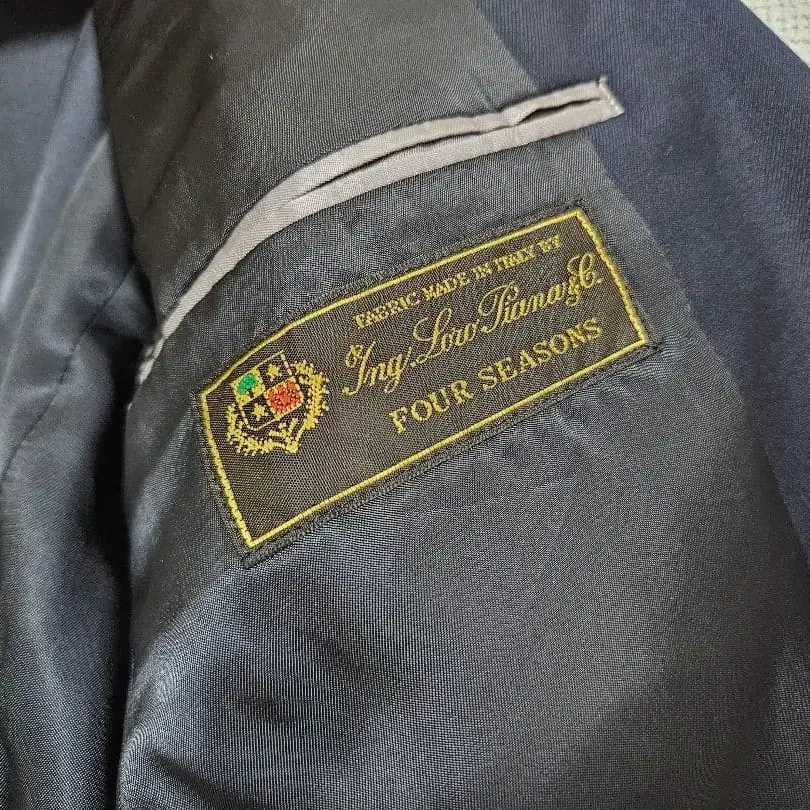 FABRIC MADE IN ITALY BY
Ing. Loro Piana & C.
FOUR SEASONS